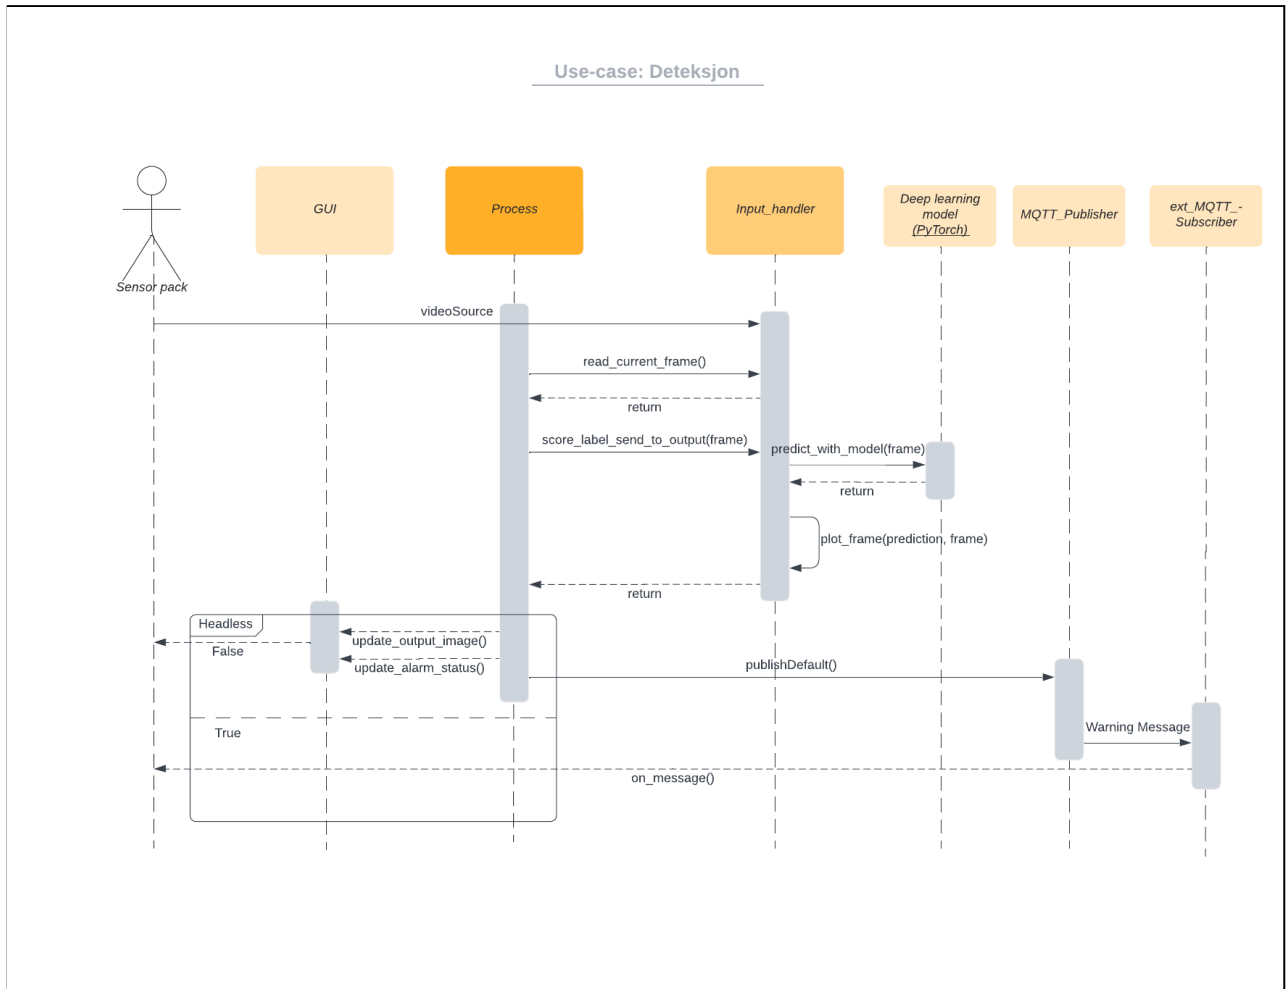 Use-case: Deteksjon
GUI
Process
Input_handler
Deep learning
model
(PyTorch)
MQTT_Publisher
ext_MQTT_-
Subscriber
Sensor pack
videoSource
read_current_frame()
return
score_label_send_to_output(frame)
predict_with_model(frame)
return
plot_frame(prediction, frame)
return
Headless
False
update_output_image()
update_alarm_status()
publishDefault()
True
Warning Message
on_message()